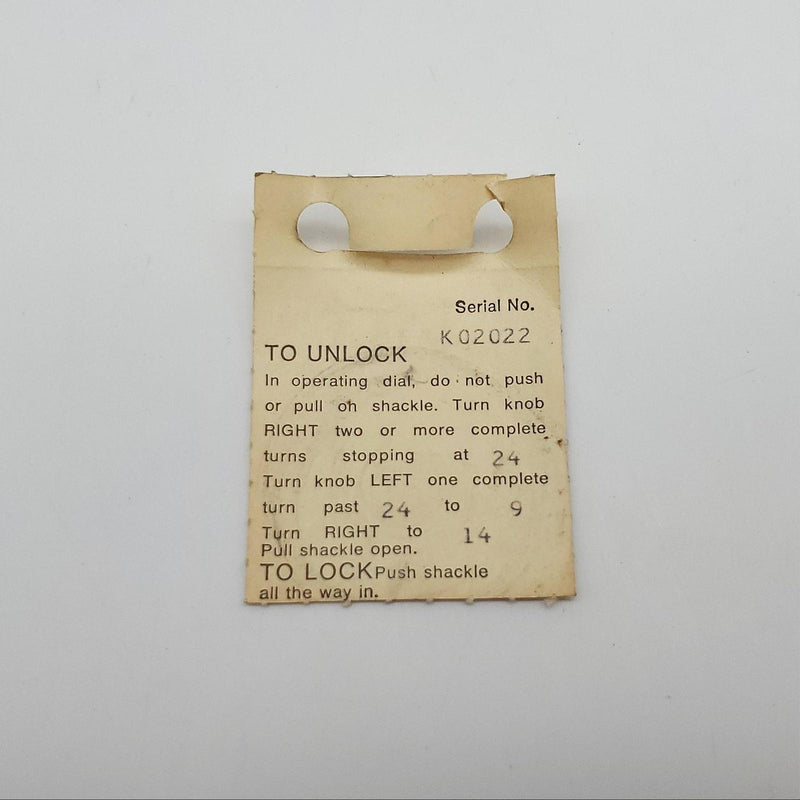 Serial No.
K02022
TO UNLOCK
In operating dial, do not push
or pull on shackle. Turn knob
RIGHT two or more complete
turns stopping at 24
Turn knob LEFT one complete
turn past 24 to 9
Turn RIGHT to 14
Pull shackle open.
TO LOCK Push shackle
all the way in.